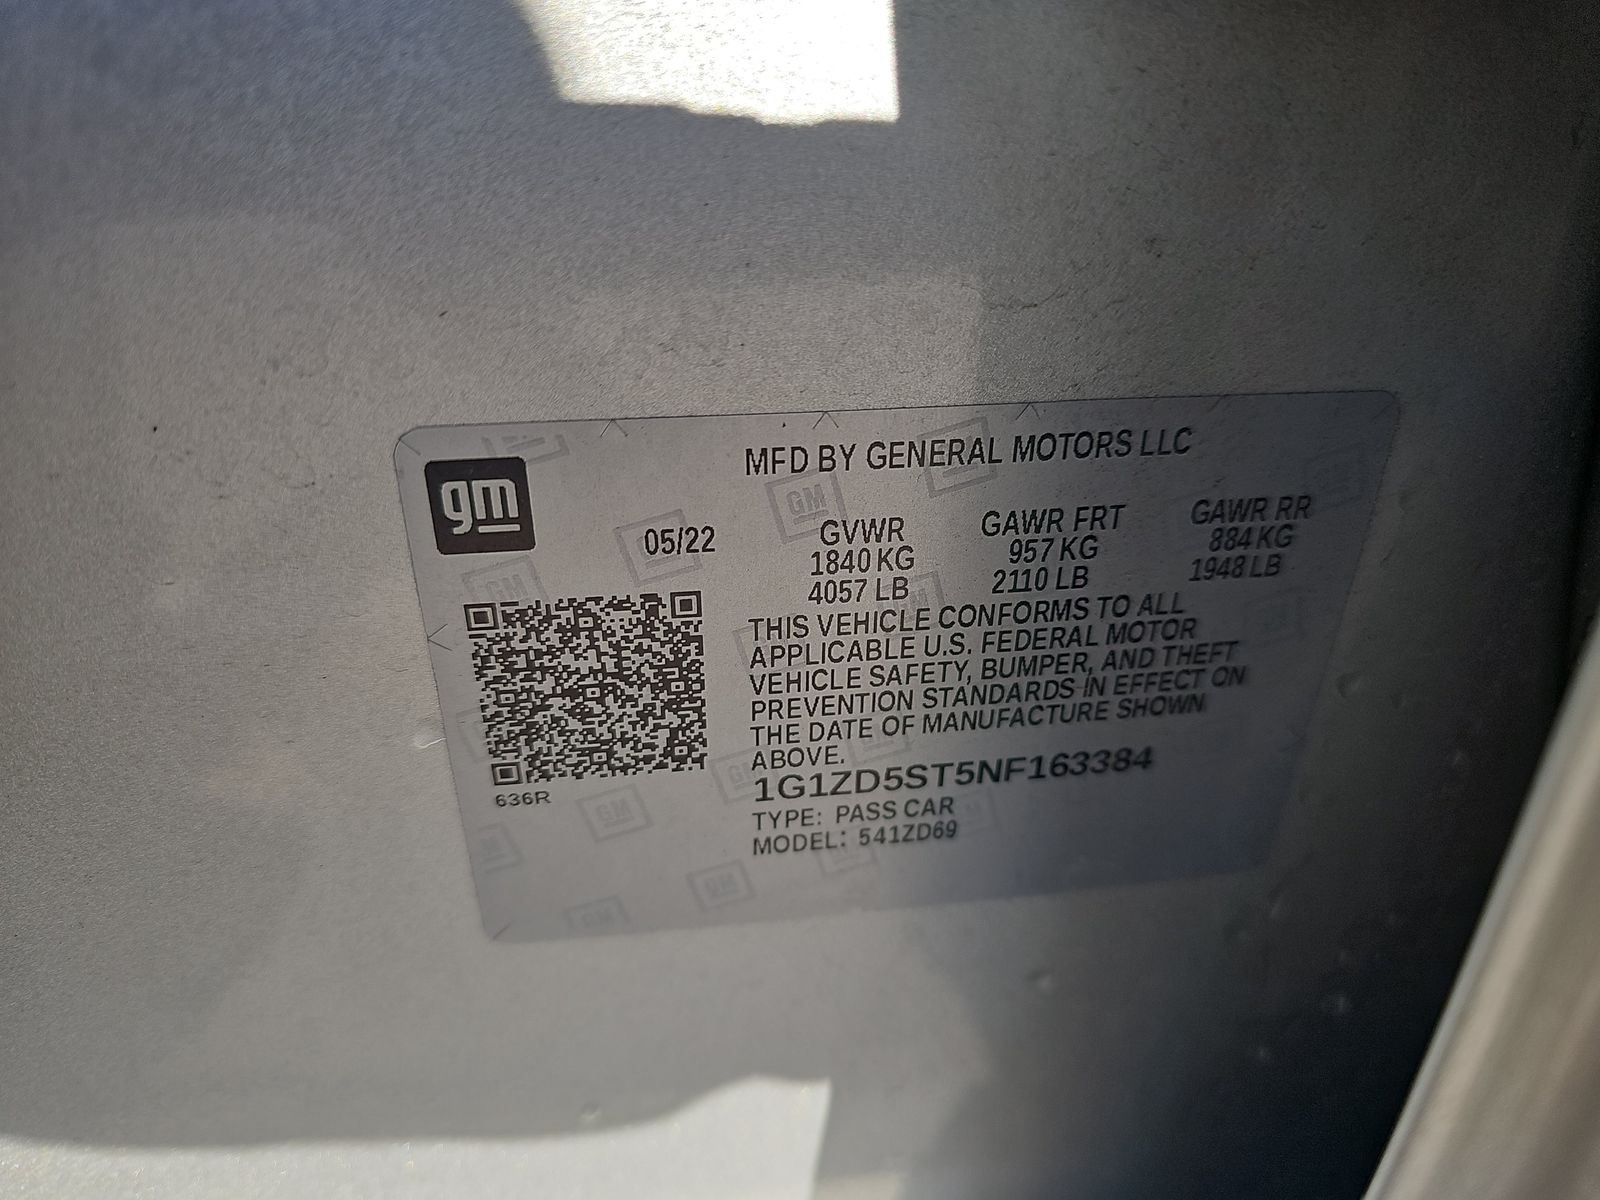 gm
MFD BY GENERAL MOTORS LLC
05/22 GVWR GAWR FRT GAWR RR
1840 KG 957 KG 884 KG
4057 LB 2110 LB 1948 LB
THIS VEHICLE CONFORMS TO ALL
APPLICABLE U.S. FEDERAL MOTOR
VEHICLE SAFETY, BUMPER, AND THEFT
PREVENTION STANDARDS IN EFFECT ON
THE DATE OF MANUFACTURE SHOWN
ABOVE.
1G1ZD5ST5NF163384
TYPE: PASS CAR
MODEL: 541ZD69
636R